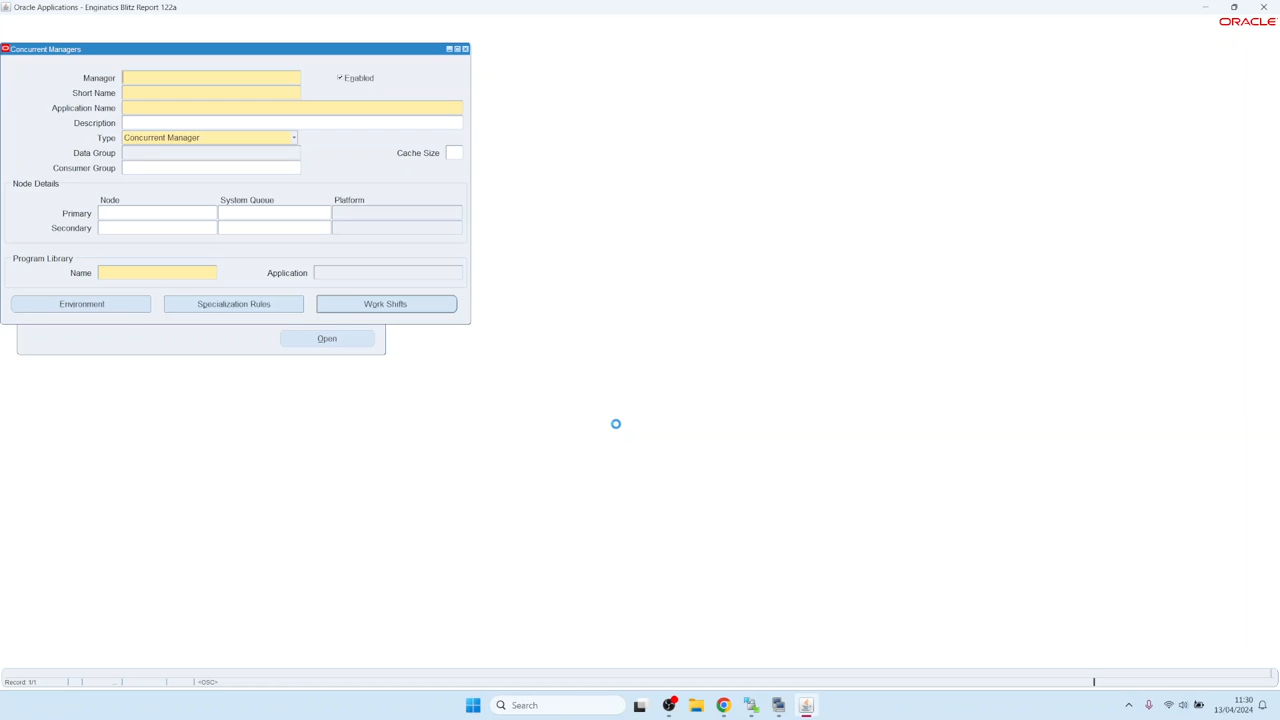 Oracle Applications - Enginatics Blitz Report 122a
ORACLE
Concurrent Managers
Manager
Enabled
Short Name
Application Name
Description
Type Concurrent Manager
Data Group
Cache Size
Consumer Group
Node Details
Node System Queue Platform
Primary
Secondary
Program Library
Name Application
Environment Specialization Rules Work Shifts
Open
Record: 1/1 ... <OSC>
Search
11:30
13/04/2024